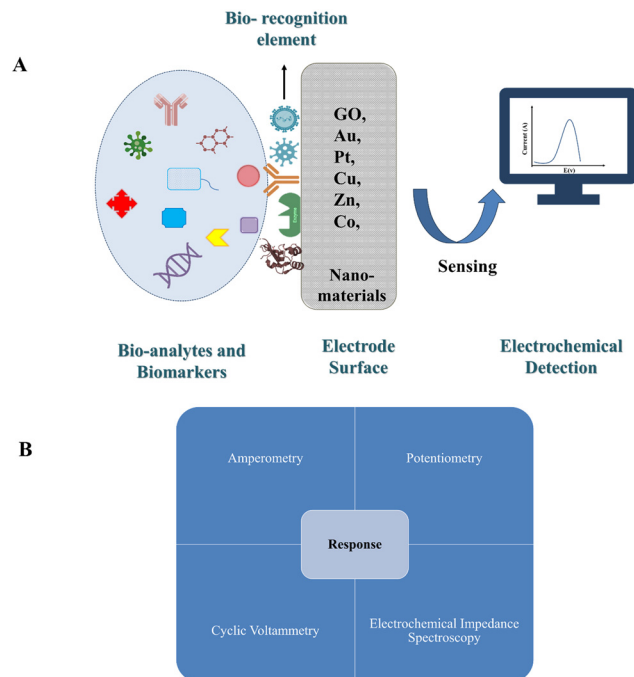 Bio- recognition
element
A
GO,
Au,
Pt,
Cu,
Zn,
Co,
Nano-
materials
Enzyme
Current (A)
E(v)
Sensing
Bio-analytes and
Biomarkers
Electrode
Surface
Electrochemical
Detection
B
Amperometry
Potentiometry
Response
Cyclic Voltammetry
Electrochemical Impedance
Spectroscopy